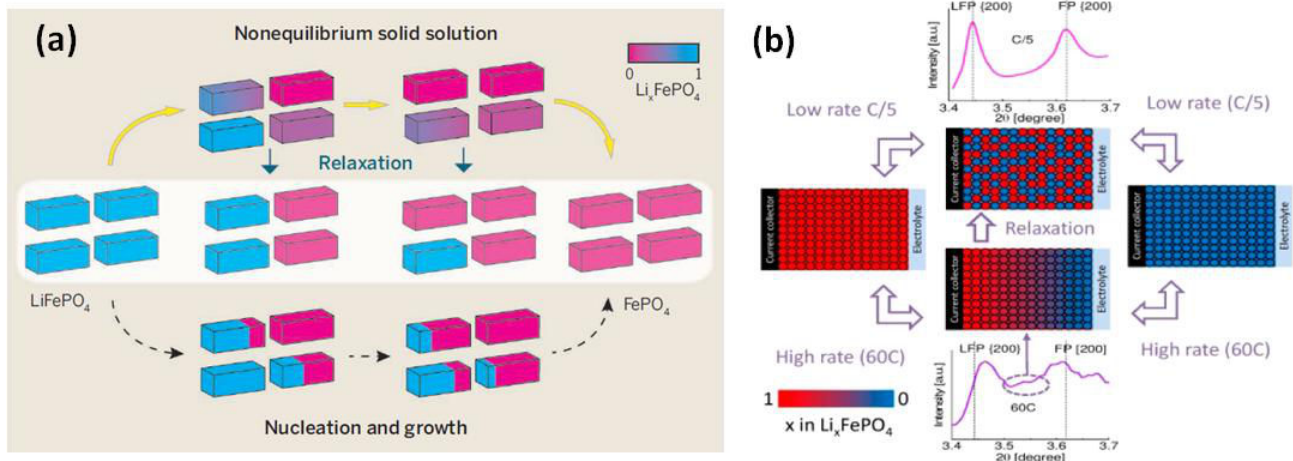 (a)
Nonequilibrium solid solution
0 1
LiₓFePO₄
Relaxation
LiFePO₄
FePO₄
Nucleation and growth
(b)
LFP {200} FP {200}
Intensity [a.u.]
C/5
3.4 3.5 3.6 3.7
2θ [degree]
Low rate C/5
Low rate (C/5)
Current collector
Electrolyte
Current collector
Electrolyte
Relaxation
Current collector
Electrolyte
Current collector
Electrolyte
High rate (60C)
High rate (60C)
LFP {200} FP {200]
Intensity [a.u.]
60C
3.4 3.5 3.6 3.7
2θ [degree]
1 0
x in LiₓFePO₄